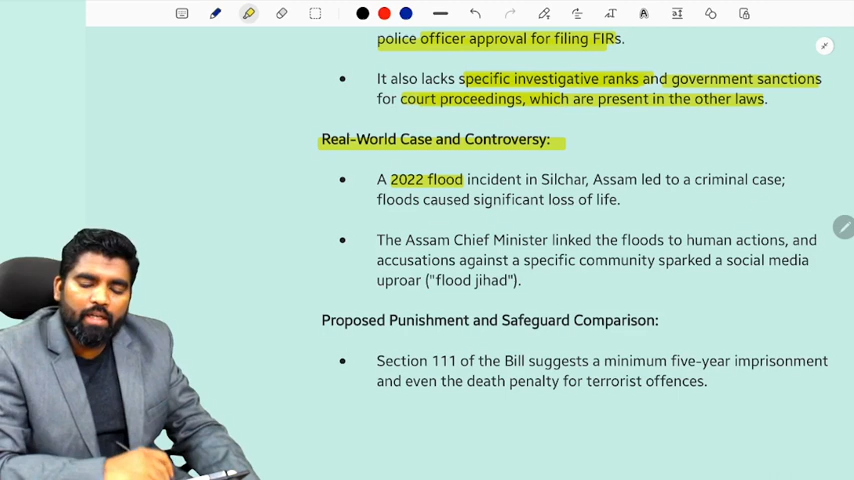 police officer approval for filing FIRs.
• It also lacks specific investigative ranks and government sanctions
for court proceedings, which are present in the other laws.
Real-World Case and Controversy:
• A 2022 flood incident in Silchar, Assam led to a criminal case;
floods caused significant loss of life.
• The Assam Chief Minister linked the floods to human actions, and
accusations against a specific community sparked a social media
uproar ("flood jihad").
Proposed Punishment and Safeguard Comparison:
• Section 111 of the Bill suggests a minimum five-year imprisonment
and even the death penalty for terrorist offences.